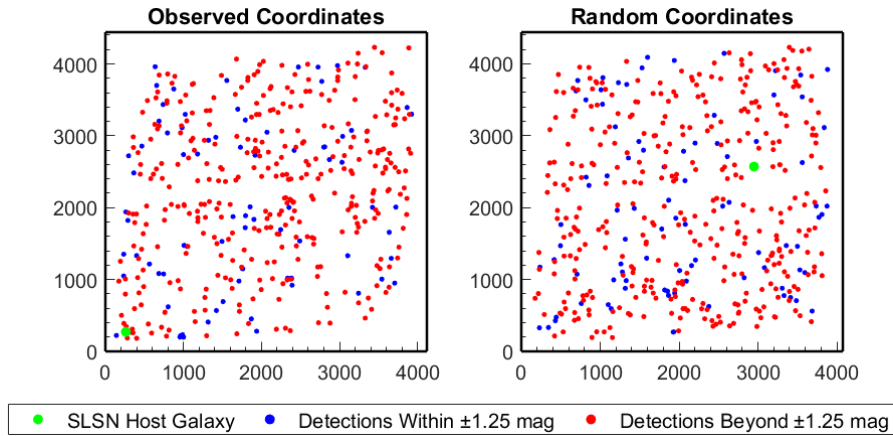 Observed Coordinates
4000
3000
2000
1000
0
0 1000 2000 3000 4000
Random Coordinates
4000
3000
2000
1000
0
0 1000 2000 3000 4000
SLSN Host Galaxy Detections Within ±1.25 mag Detections Beyond ±1.25 mag